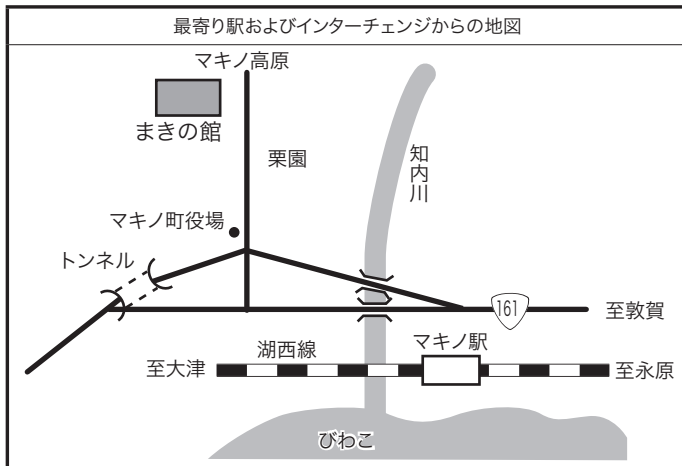 最寄り駅およびインターチェンジからの地図
マキノ高原
まきの館
栗園
知内川
マキノ町役場
トンネル
161
至敦賀
マキノ駅
湖西線
至大津
至永原
びわこ